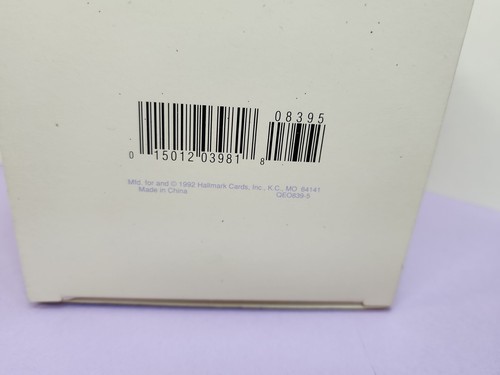 08395
0 15012 03981 8
Mfd. for and © 1992 Hallmark Cards, Inc., K.C., MO 64141
Made in China QEO839-5